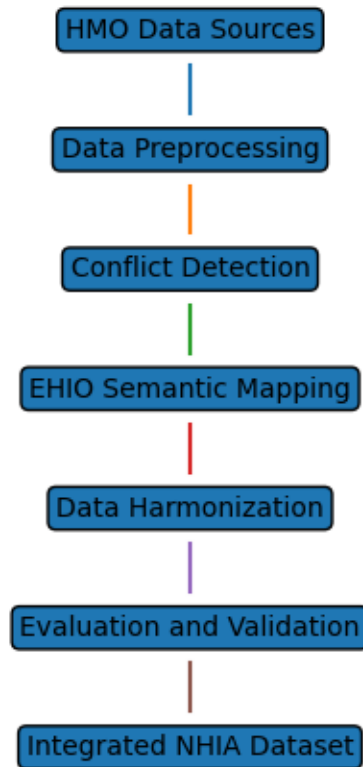 HMO Data Sources
Data Preprocessing
Conflict Detection
EHIO Semantic Mapping
Data Harmonization
Evaluation and Validation
Integrated NHIA Dataset